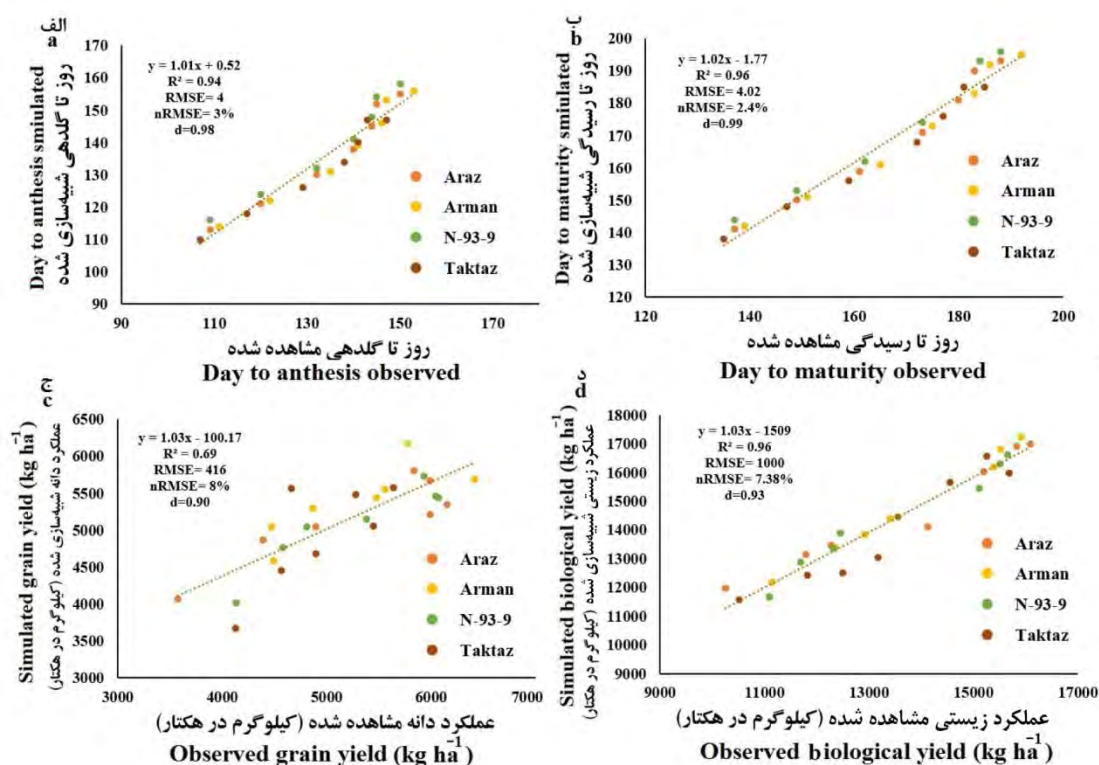 الف
a
Day to anthesis smiulated
روز تا گلدهی شبیه‌سازی شده
170
160
150
140
130
120
110
100
90
y = 1.01x + 0.52
R² = 0.94
RMSE= 4
nRMSE= 3%
d=0.98
Araz
Arman
N-93-9
Taktaz
90
110
130
150
170
روز تا گلدهی مشاهده شده
Day to anthesis observed
ب
b
Day to maturity smiulated
روز تا رسیدگی شبیه‌سازی شده
200
190
180
170
160
150
140
130
120
y = 1.02x - 1.77
R² = 0.96
RMSE= 4.02
nRMSE= 2.4%
d=0.99
Araz
Arman
N-93-9
Taktaz
120
140
160
180
200
روز تا رسیدگی مشاهده شده
Day to maturity observed
ج
c
Simulated grain yield (kg ha⁻¹)
عملکرد دانه شبیه‌سازی شده (کیلوگرم در هکتار)
6500
6000
5500
5000
4500
4000
3500
3000
y = 1.03x - 100.17
R² = 0.69
RMSE= 416
nRMSE= 8%
d=0.90
Araz
Arman
N-93-9
Taktaz
3000
4000
5000
6000
7000
عملکرد دانه مشاهده شده (کیلوگرم در هکتار)
Observed grain yield (kg ha⁻¹)
d
Simulated biological yield (kg ha⁻¹)
عملکرد زیستی شبیه‌سازی شده (کیلوگرم در هکتار)
18000
17000
16000
15000
14000
13000
12000
11000
10000
9000
y = 1.03x - 1509
R² = 0.96
RMSE= 1000
nRMSE= 7.38%
d=0.93
Araz
Arman
N-93-9
Taktaz
9000
11000
13000
15000
17000
عملکرد زیستی مشاهده شده (کیلوگرم در هکتار)
Observed biological yield (kg ha⁻¹)